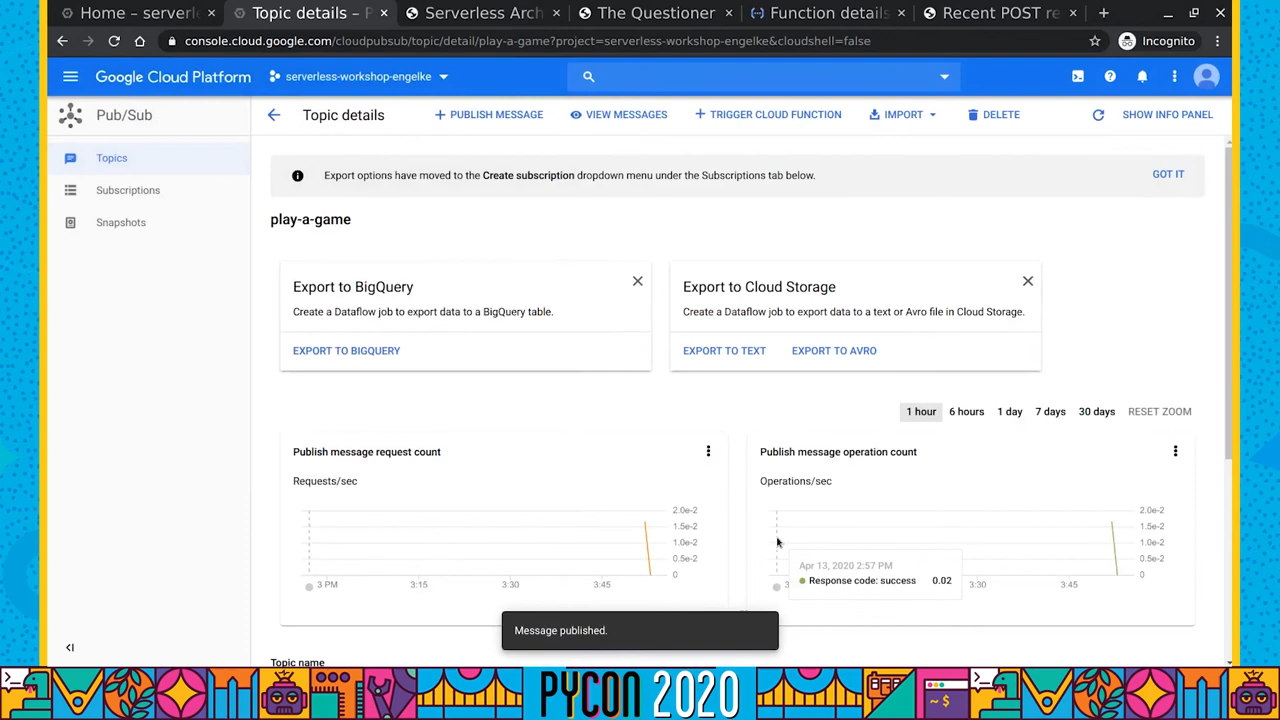 Home – serverl
Topic details – P
Serverless Arch
The Questioner
Function details
Recent POST re
console.cloud.google.com/cloudpubsub/topic/detail/play-a-game?project=serverless-workshop-engelke&cloudshell=false
Incognito
Google Cloud Platform
serverless-workshop-engelke
Pub/Sub
Topic details
PUBLISH MESSAGE
VIEW MESSAGES
TRIGGER CLOUD FUNCTION
IMPORT
DELETE
SHOW INFO PANEL
Topics
Subscriptions
Snapshots
Export options have moved to the Create subscription dropdown menu under the Subscriptions tab below.
GOT IT
play-a-game
Export to BigQuery
Create a Dataflow job to export data to a BigQuery table.
EXPORT TO BIGQUERY
Export to Cloud Storage
Create a Dataflow job to export data to a text or Avro file in Cloud Storage.
EXPORT TO TEXT
EXPORT TO AVRO
1 hour
6 hours
1 day
7 days
30 days
RESET ZOOM
Publish message request count
Requests/sec
2.0e-2
1.5e-2
1.0e-2
0.5e-2
0
3 PM
3:15
3:30
3:45
Publish message operation count
Operations/sec
2.0e-2
1.5e-2
1.0e-2
0.5e-2
0
Apr 13, 2020 2:57 PM
Response code: success 0.02
3:30
3:45
Message published.
Topic name
PYCON 2020